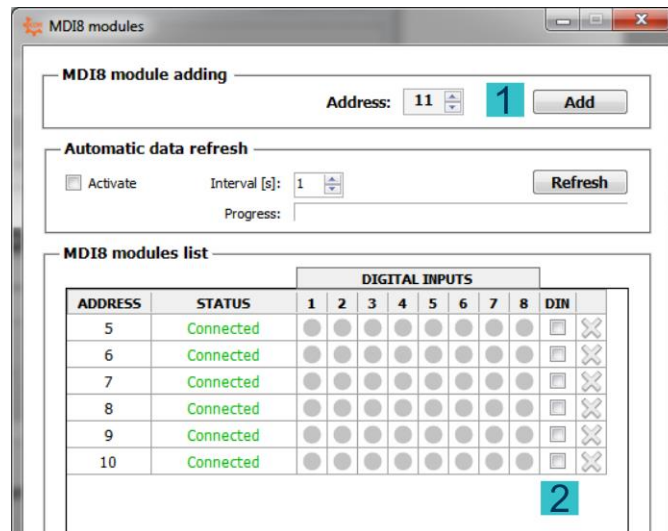 MDI8 modules
MDI8 module adding
Address: 11 1 Add
Automatic data refresh
Activate Interval [s]: 1 Refresh
Progress:
MDI8 modules list
DIGITAL INPUTS
ADDRESS STATUS 1 2 3 4 5 6 7 8 DIN
5 Connected
6 Connected
7 Connected
8 Connected
9 Connected
10 Connected
2